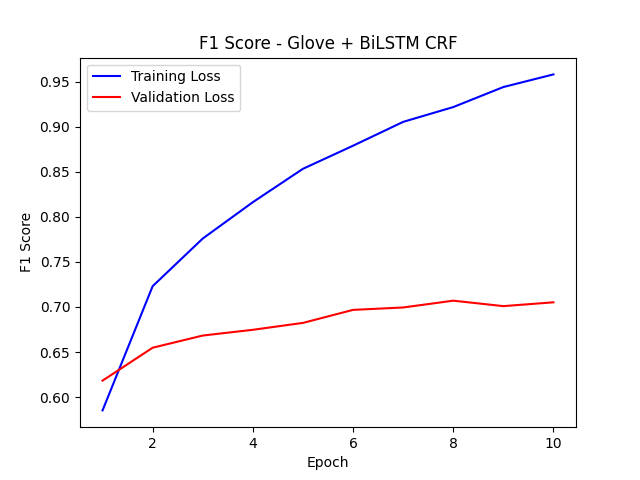 F1 Score - Glove + BiLSTM CRF
Training Loss
Validation Loss
F1 Score
0.95
0.90
0.85
0.80
0.75
0.70
0.65
0.60
2 4 6 8 10
Epoch